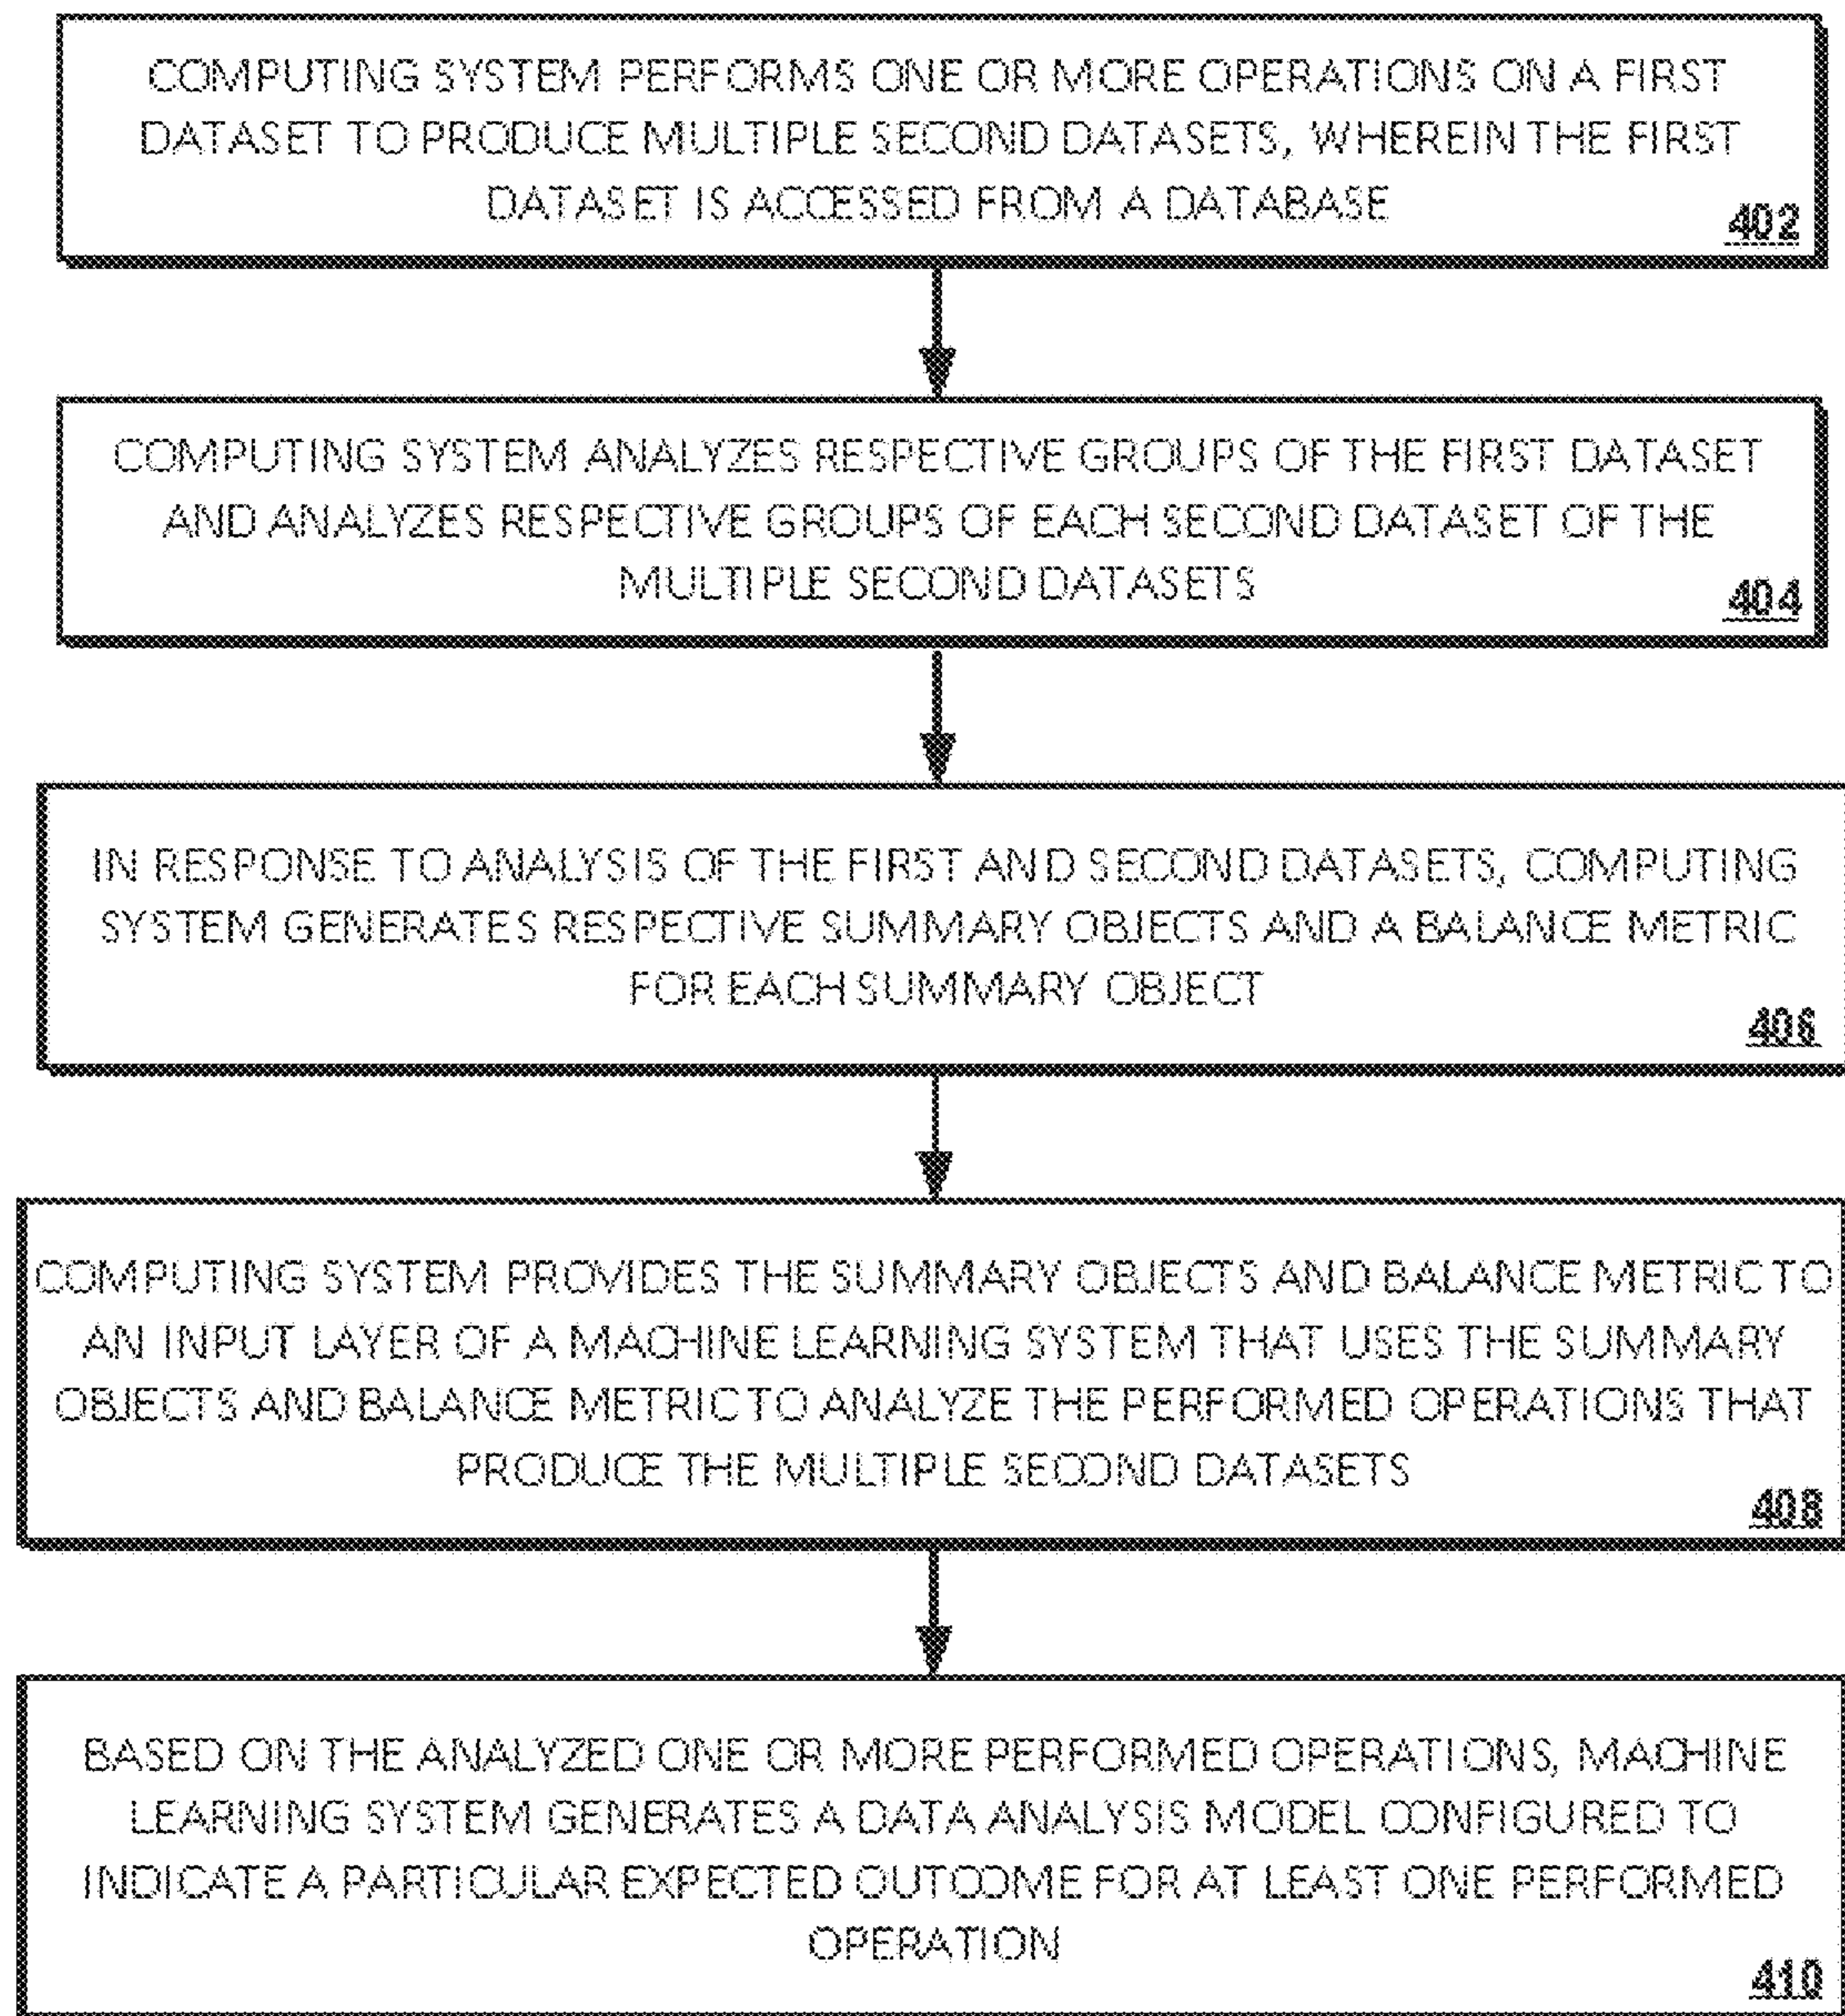 COMPUTING SYSTEM PERFORMS ONE OR MORE OPERATIONS ON A FIRST
DATASET TO PRODUCE MULTIPLE SECOND DATASETS, WHEREIN THE FIRST
DATASET IS ACCESSED FROM A DATABASE
402
COMPUTING SYSTEM ANALYZES RESPECTIVE GROUPS OF THE FIRST DATASET
AND ANALYZES RESPECTIVE GROUPS OF EACH SECOND DATASET OF THE
MULTIPLE SECOND DATASETS
404
IN RESPONSE TO ANALYSIS OF THE FIRST AND SECOND DATASETS, COMPUTING
SYSTEM GENERATES RESPECTIVE SUMMARY OBJECTS AND A BALANCE METRIC
FOR EACH SUMMARY OBJECT
406
COMPUTING SYSTEM PROVIDES THE SUMMARY OBJECTS AND BALANCE METRIC TO
AN INPUT LAYER OF A MACHINE LEARNING SYSTEM THAT USES THE SUMMARY
OBJECTS AND BALANCE METRIC TO ANALYZE THE PERFORMED OPERATIONS THAT
PRODUCE THE MULTIPLE SECOND DATASETS
408
BASED ON THE ANALYZED ONE OR MORE PERFORMED OPERATIONS, MACHINE
LEARNING SYSTEM GENERATES A DATA ANALYSIS MODEL CONFIGURED TO
INDICATE A PARTICULAR EXPECTED OUTCOME FOR AT LEAST ONE PERFORMED
OPERATION
410